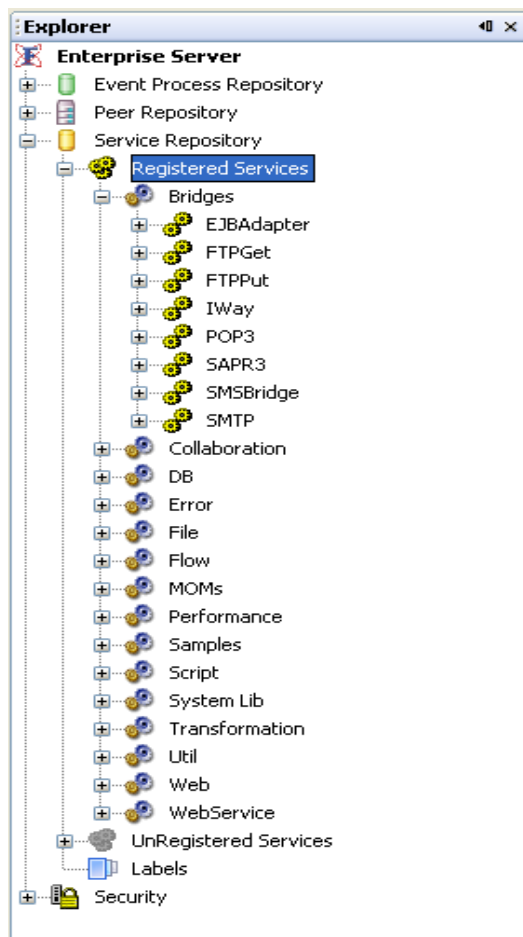 Explorer
Enterprise Server
Event Process Repository
Peer Repository
Service Repository
Registered Services
Bridges
EJBAdapter
FTPGet
FTPPut
IWay
POP3
SAPR3
SMSBridge
SMTP
Collaboration
DB
Error
File
Flow
MOMs
Performance
Samples
Script
System Lib
Transformation
Util
Web
WebService
UnRegistered Services
Labels
Security